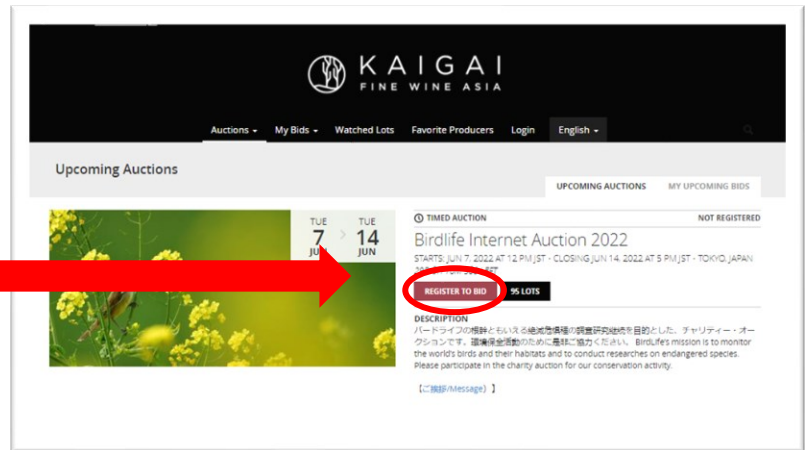 KAIGAI
FINE WINE ASIA
Auctions
My Bids
Watched Lots
Favorite Producers
Login
English
Upcoming Auctions
UPCOMING AUCTIONS
MY UPCOMING BIDS
TUE
7
JUN
>
TUE
14
JUN
TIMED AUCTION
NOT REGISTERED
Birdlife Internet Auction 2022
STARTS: JUN 7, 2022 AT 12 PM JST - CLOSING JUN 14, 2022 AT 5 PM JST - TOKYO, JAPAN
REGISTER TO BID
95 LOTS
DESCRIPTION
バードライフの根幹ともいえる絶滅危惧種の調査研究継続を目的とした、チャリティー・オー
クションです。環境保全活動のために是非ご協力ください。 BirdLife's mission is to monitor
the world's birds and their habitats and to conduct researches on endangered species.
Please participate in the charity auction for our conservation activity.
【ご挨拶/Message) 】